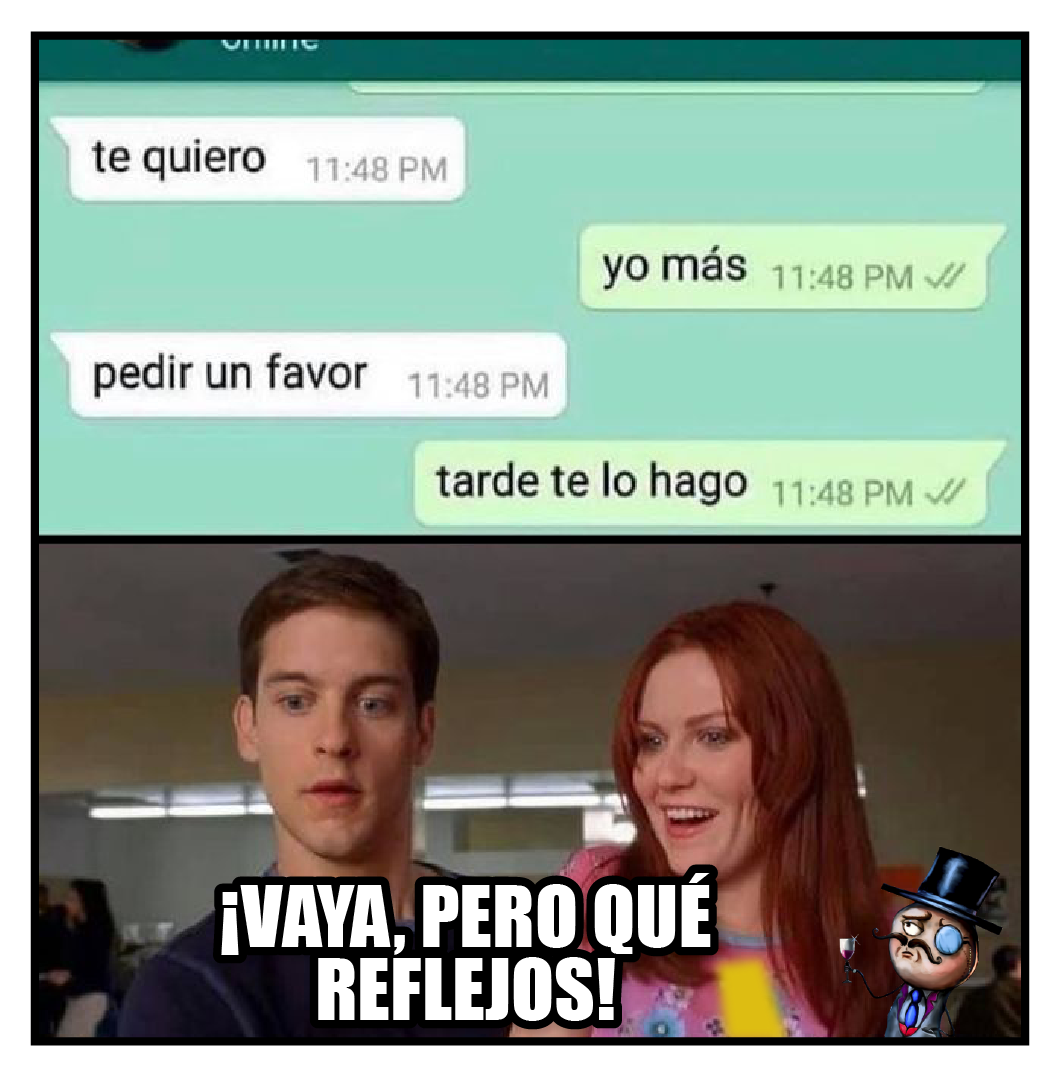 online
te quiero 11:48 PM
yo más 11:48 PM
pedir un favor 11:48 PM
tarde te lo hago 11:48 PM
¡VAYA, PERO QUÉ
REFLEJOS!